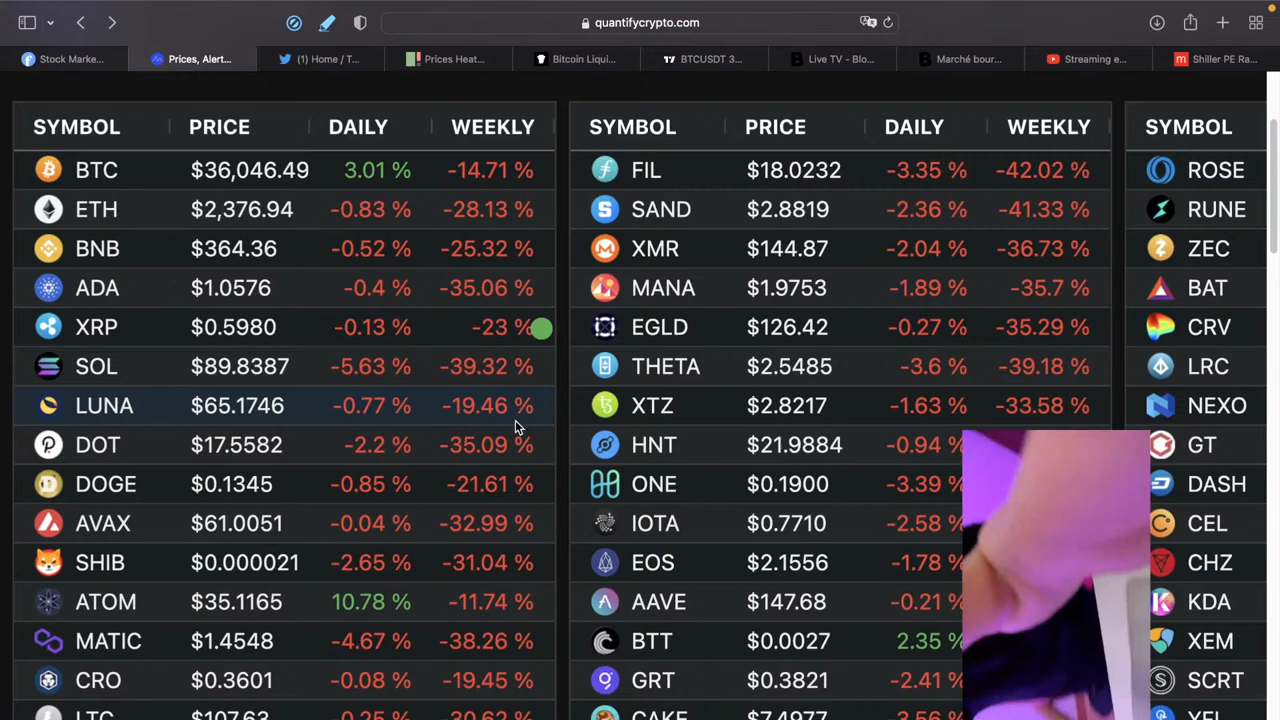 quantifycrypto.com
Stock Marke...
Prices, Alert...
(1) Home / T...
Prices Heat...
Bitcoin Liqui...
BTCUSDT 3...
Live TV - Blo...
Marché bour...
Streaming e...
Shiller PE Ra...
SYMBOL PRICE DAILY WEEKLY SYMBOL PRICE DAILY WEEKLY SYMBOL
BTC $36,046.49 3.01 % -14.71 % FIL $18.0232 -3.35 % -42.02 % ROSE
ETH $2,376.94 -0.83 % -28.13 % SAND $2.8819 -2.36 % -41.33 % RUNE
BNB $364.36 -0.52 % -25.32 % XMR $144.87 -2.04 % -36.73 % ZEC
ADA $1.0576 -0.4 % -35.06 % MANA $1.9753 -1.89 % -35.7 % BAT
XRP $0.5980 -0.13 % -23 % EGLD $126.42 -0.27 % -35.29 % CRV
SOL $89.8387 -5.63 % -39.32 % THETA $2.5485 -3.6 % -39.18 % LRC
LUNA $65.1746 -0.77 % -19.46 % XTZ $2.8217 -1.63 % -33.58 % NEXO
DOT $17.5582 -2.2 % -35.09 % HNT $21.9884 -0.94 % GT
DOGE $0.1345 -0.85 % -21.61 % ONE $0.1900 -3.39 % DASH
AVAX $61.0051 -0.04 % -32.99 % IOTA $0.7710 -2.58 % CEL
SHIB $0.000021 -2.65 % -31.04 % EOS $2.1556 -1.78 % CHZ
ATOM $35.1165 10.78 % -11.74 % AAVE $147.68 -0.21 % KDA
MATIC $1.4548 -4.67 % -38.26 % BTT $0.0027 2.35 % XEM
CRO $0.3601 -0.08 % -19.45 % GRT $0.3821 -2.41 % SCRT
LTC $107.63 -0.25 % -30.62 % CAKE $7.4977 -3.56 %